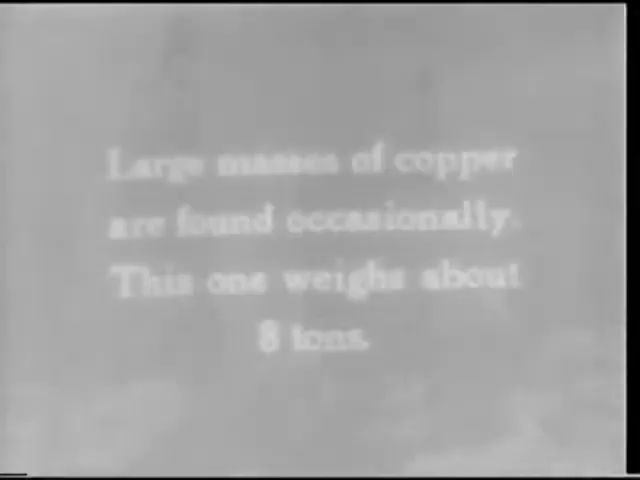 Large masses of copper
are found occasionally.
This one weighs about
8 tons.